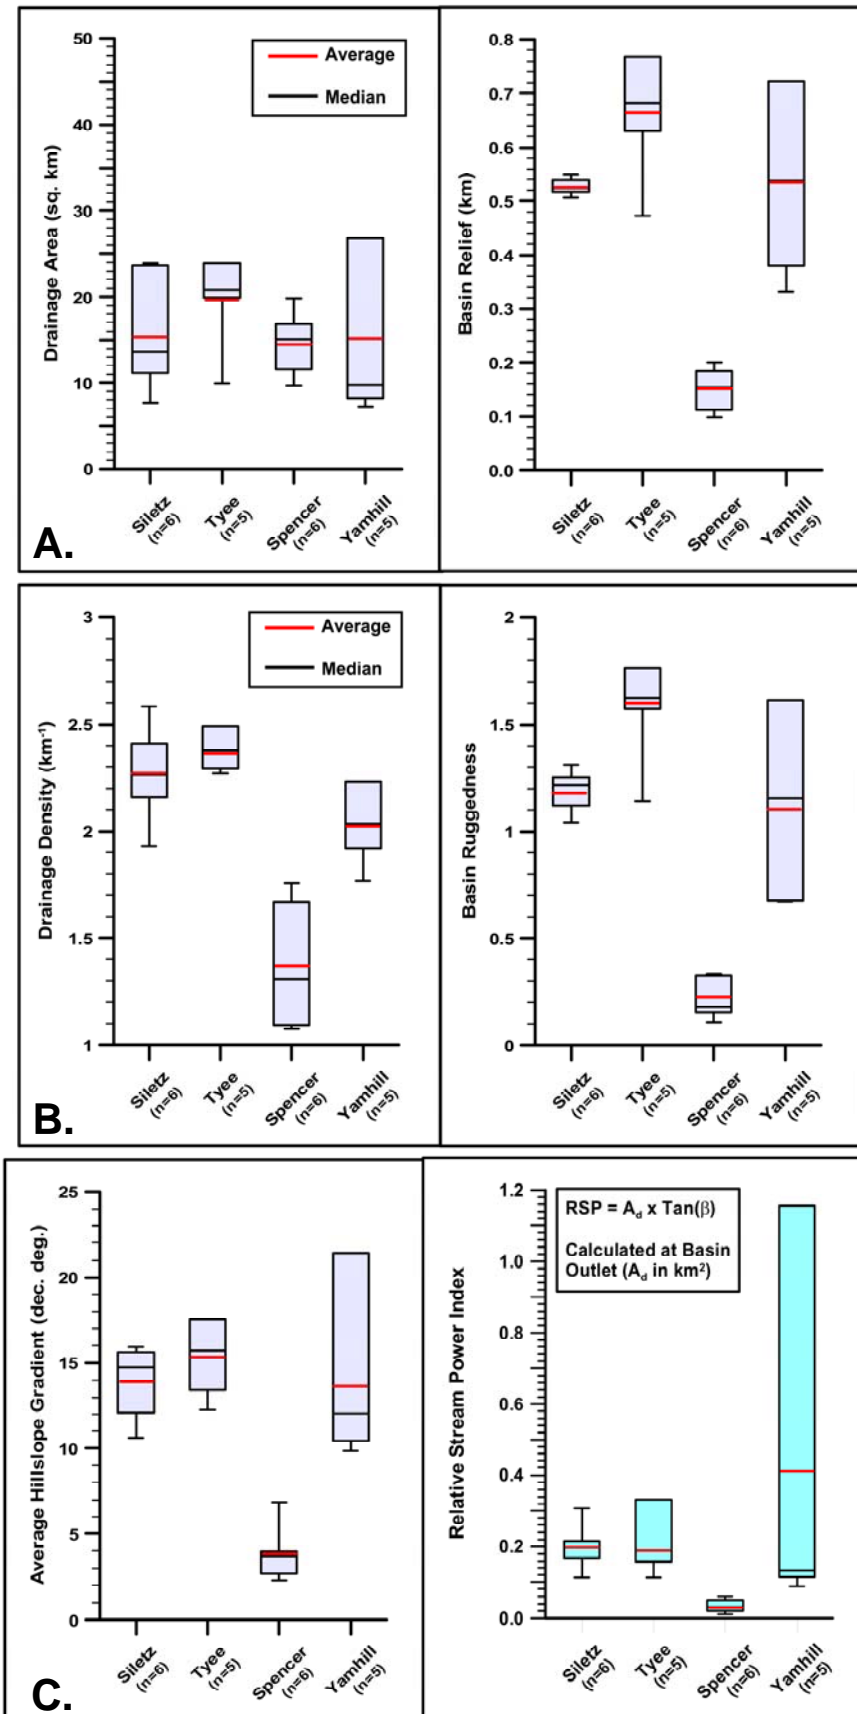 50
40
30
20
10
0
Drainage Area (sq. km)
Average
Median
Siletz
(n=6)
Tyee
(n=5)
Spencer
(n=6)
Yamhill
(n=5)
A.
0.8
0.7
0.6
0.5
0.4
0.3
0.2
0.1
0.0
Basin Relief (km)
Siletz
(n=6)
Tyee
(n=5)
Spencer
(n=6)
Yamhill
(n=5)
3
2.5
2
1.5
1
Drainage Density (km⁻¹)
Average
Median
Siletz
(n=6)
Tyee
(n=5)
Spencer
(n=6)
Yamhill
(n=5)
B.
2
1.5
1
0.5
0
Basin Ruggedness
Siletz
(n=6)
Tyee
(n=5)
Spencer
(n=6)
Yamhill
(n=5)
25
20
15
10
5
0
Average Hillslope Gradient (dec. deg.)
Siletz
(n=6)
Tyee
(n=5)
Spencer
(n=6)
Yamhill
(n=5)
C.
1.2
1.0
0.8
0.6
0.4
0.2
0.0
Relative Stream Power Index
RSP = A_d x Tan(β)
Calculated at Basin
Outlet (A_d in km²)
Siletz
(n=6)
Tyee
(n=5)
Spencer
(n=6)
Yamhill
(n=5)